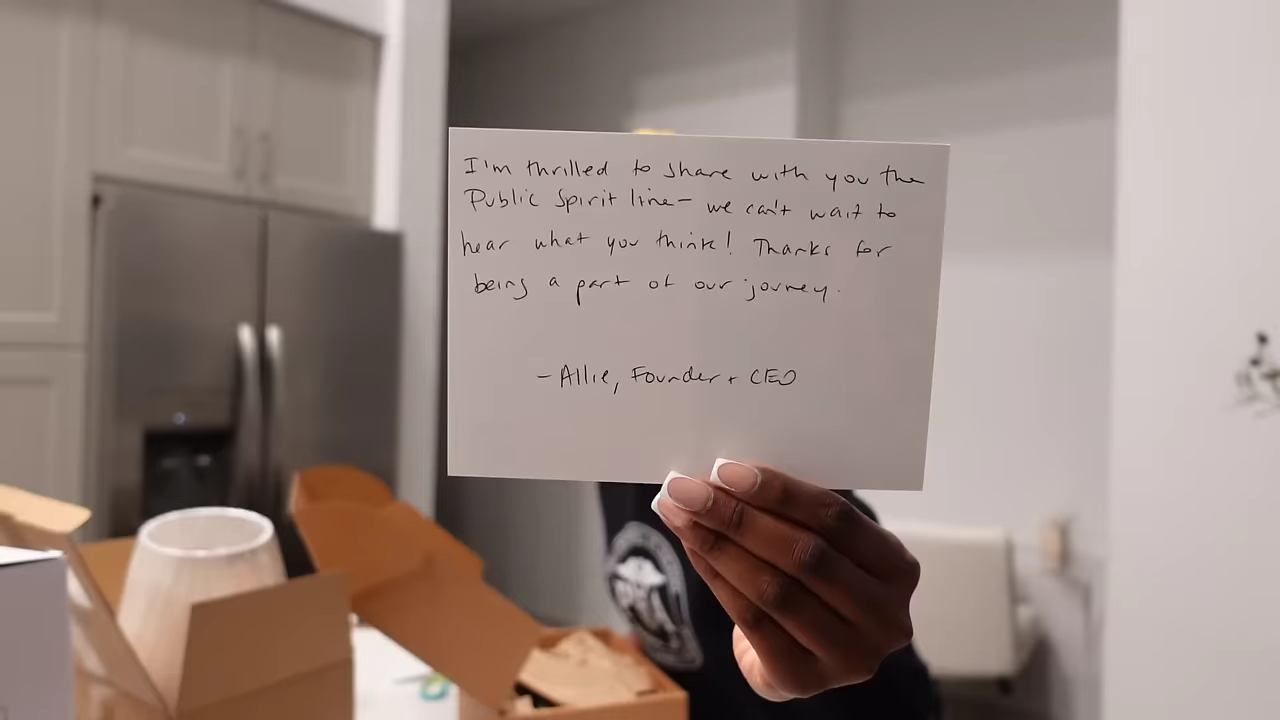 I'm thrilled to share with you the
Public Spirit line – we can't wait to
hear what you think! Thanks for
being a part of our journey.
– Allie, Founder + CEO